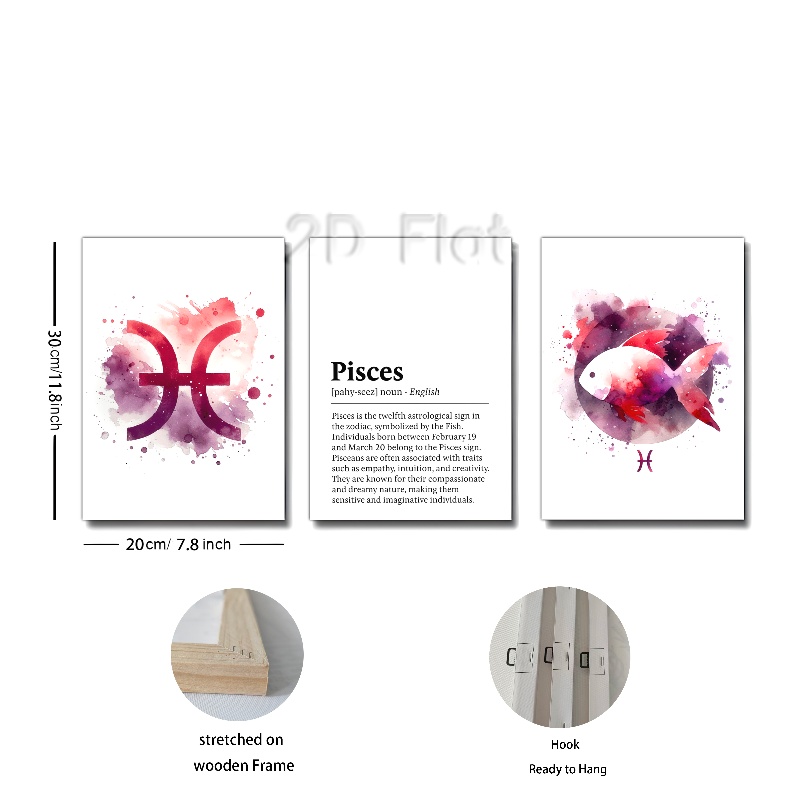 2D Flat
30cm/11.8inch
Pisces
[pahy-seez] noun - English
Pisces is the twelfth astrological sign in
the zodiac, symbolized by the Fish.
Individuals born between February 19
and March 20 belong to the Pisces sign.
Pisceans are often associated with traits
such as empathy, intuition, and creativity.
They are known for their compassionate
and dreamy nature, making them
sensitive and imaginative individuals.
20cm/ 7.8 inch
stretched on
wooden Frame
Hook
Ready to Hang